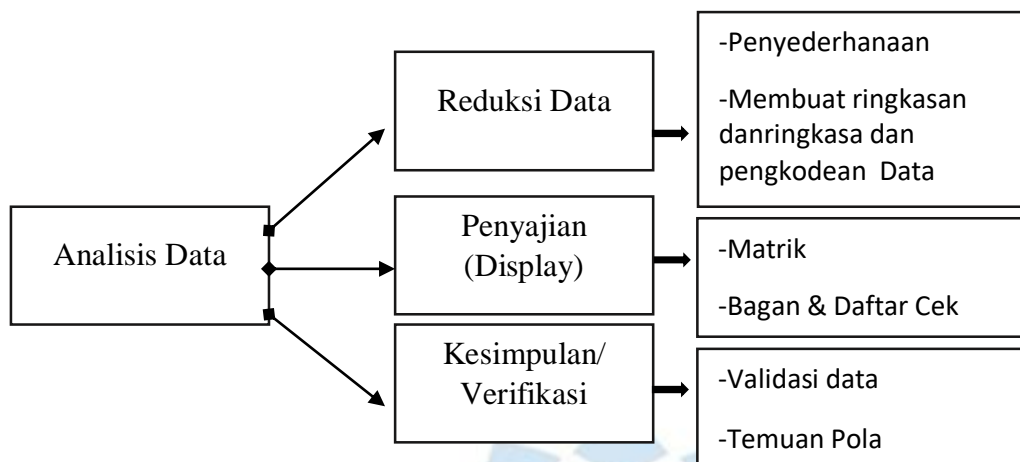 Analisis Data
Reduksi Data
-Penyederhanaan
-Membuat ringkasan
danringkasa dan
pengkodean Data
Penyajian
(Display)
-Matrik
-Bagan & Daftar Cek
Kesimpulan/
Verifikasi
-Validasi data
-Temuan Pola